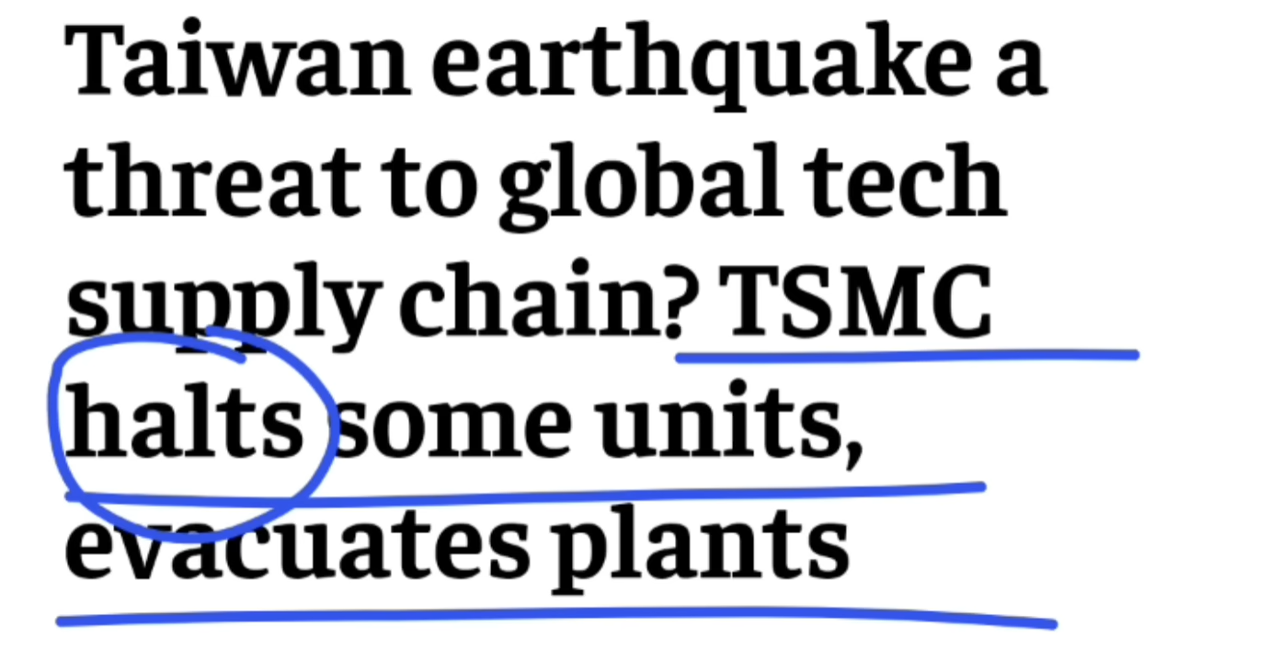 Taiwan earthquake a
threat to global tech
supply chain? TSMC
halts some units,
evacuates plants